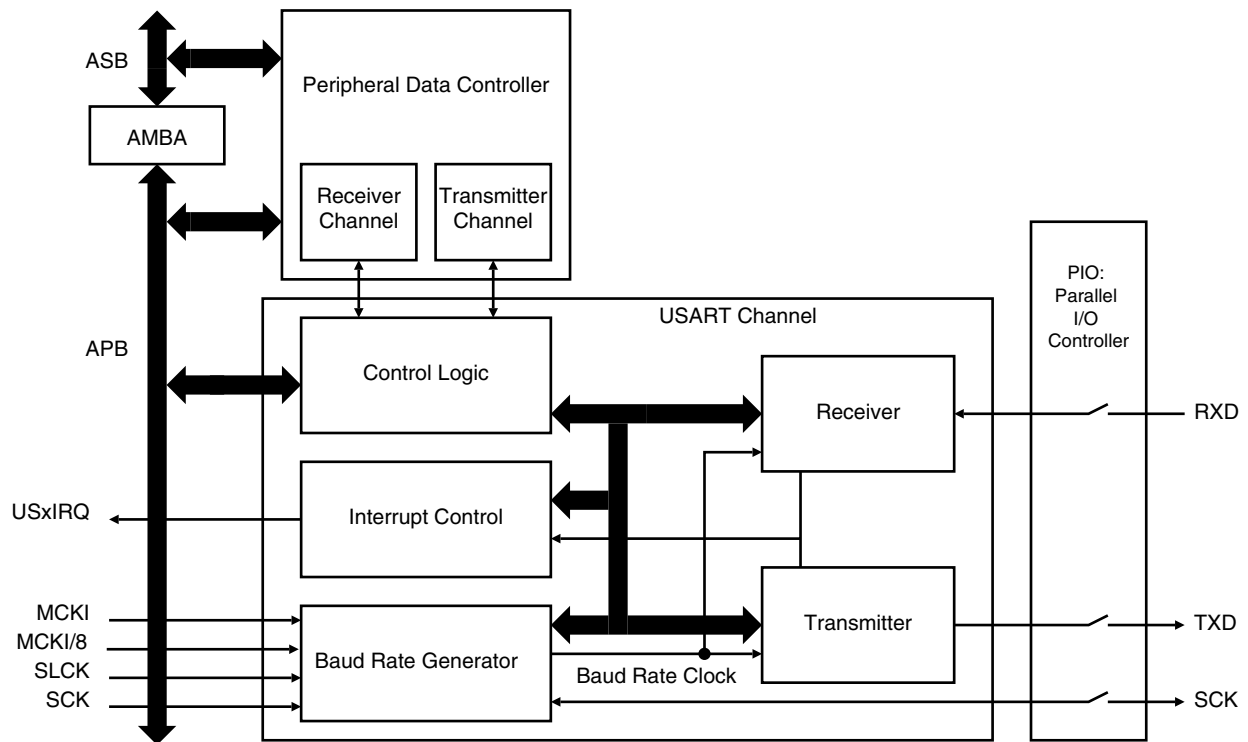 ASB
Peripheral Data Controller
AMBA
Receiver
Channel
Transmitter
Channel
PIO:
Parallel
I/O
Controller
USART Channel
APB
Control Logic
Receiver
RXD
USxIRQ
Interrupt Control
MCKI
MCKI/8
SLCK
SCK
Baud Rate Generator
Transmitter
TXD
Baud Rate Clock
SCK